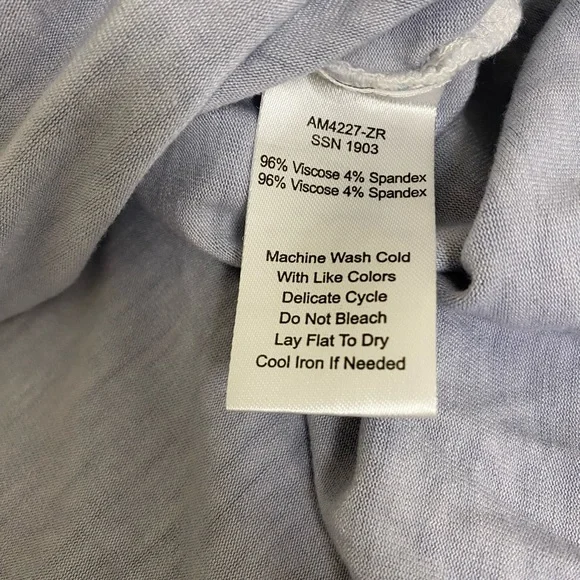 AM4227-ZR
SSN 1903
96% Viscose 4% Spandex
96% Viscose 4% Spandex
Machine Wash Cold
With Like Colors
Delicate Cycle
Do Not Bleach
Lay Flat To Dry
Cool Iron If Needed